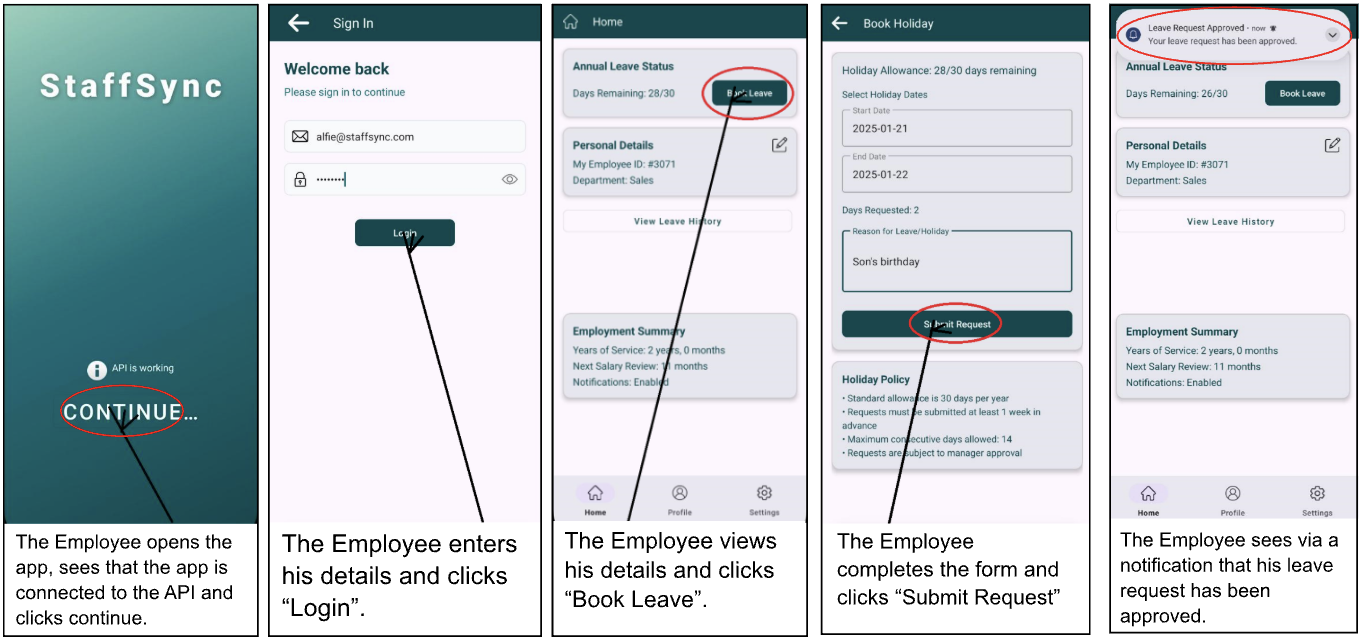 StaffSync
API is working
CONTINUE...
The Employee opens the
app, sees that the app is
connected to the API and
clicks continue.
Sign In
Welcome back
Please sign in to continue
alfie@staffsync.com
••••••••
Login
The Employee enters
his details and clicks
“Login”.
Home
Annual Leave Status
Days Remaining: 28/30
Book Leave
Personal Details
My Employee ID: #3071
Department: Sales
View Leave History
Employment Summary
Years of Service: 2 years, 0 months
Next Salary Review: 11 months
Notifications: Enabled
Home
Profile
Settings
The Employee views
his details and clicks
“Book Leave”.
Book Holiday
Holiday Allowance: 28/30 days remaining
Select Holiday Dates
Start Date
2025-01-21
End Date
2025-01-22
Days Requested: 2
Reason for Leave/Holiday
Son's birthday
Submit Request
Holiday Policy
• Standard allowance is 30 days per year
• Requests must be submitted at least 1 week in
advance
• Maximum consecutive days allowed: 14
• Requests are subject to manager approval
The Employee
completes the form and
clicks “Submit Request”
Leave Request Approved • now
Your leave request has been approved.
Annual Leave Status
Days Remaining: 26/30
Book Leave
Personal Details
My Employee ID: #3071
Department: Sales
View Leave History
Employment Summary
Years of Service: 2 years, 0 months
Next Salary Review: 11 months
Notifications: Enabled
Home
Profile
Settings
The Employee sees via a
notification that his leave
request has been
approved.